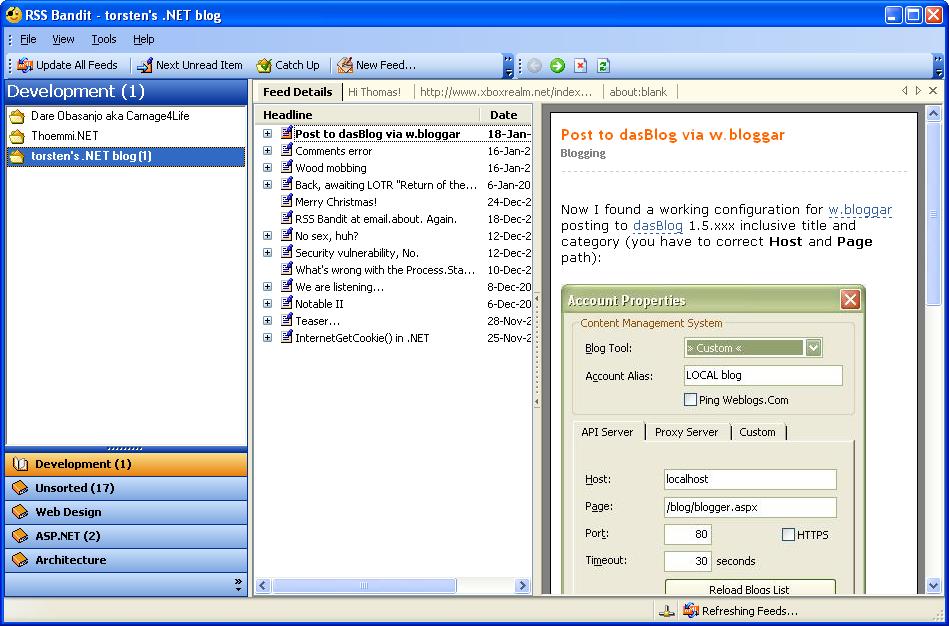 RSS Bandit - torsten's .NET blog
File View Tools Help
Update All Feeds Next Unread Item Catch Up New Feed...
Development (1)
Dare Obasanjo aka Carnage4Life
Thoemmi.NET
torsten's .NET blog (1)
Development (1)
Unsorted (17)
Web Design
ASP.NET (2)
Architecture
Feed Details Hi Thomas! http://www.xboxrealm.net/index... about:blank
Headline Date
Post to dasBlog via w.bloggar 18-Jan-
Comments error 16-Jan-2
Wood mobbing 16-Jan-2
Back, awaiting LOTR "Return of the... 6-Jan-20
Merry Christmas! 24-Dec-2
RSS Bandit at email.about. Again. 18-Dec-2
No sex, huh? 12-Dec-2
Security vulnerability, No. 12-Dec-2
What's wrong with the Process.Sta... 10-Dec-2
We are listening... 8-Dec-20
Notable II 6-Dec-20
Teaser... 28-Nov-2
InternetGetCookie() in .NET 25-Nov-2
Post to dasBlog via w.bloggar
Blogging
Now I found a working configuration for w.bloggar
posting to dasBlog 1.5.xxx inclusive title and
category (you have to correct Host and Page
path):
Account Properties
Content Management System
Blog Tool: » Custom «
Account Alias: LOCAL blog
Ping Weblogs.Com
API Server Proxy Server Custom
Host: localhost
Page: /blog/blogger.aspx
Port: 80 HTTPS
Timeout: 30 seconds
Reload Blogs List
Refreshing Feeds...